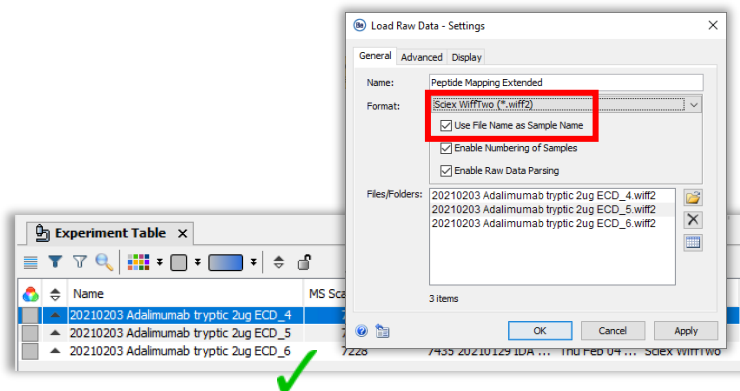 Load Raw Data - Settings
General Advanced Display
Name: Peptide Mapping Extended
Format: Sciex WiffTwo (*.wiff2)
Use File Name as Sample Name
Enable Numbering of Samples
Enable Raw Data Parsing
Files/Folders: 20210203 Adalimumab tryptic 2ug ECD_4.wiff2
20210203 Adalimumab tryptic 2ug ECD_5.wiff2
20210203 Adalimumab tryptic 2ug ECD_6.wiff2
3 items
OK Cancel Apply
Experiment Table
Name MS Sca
20210203 Adalimumab tryptic 2ug ECD_4
20210203 Adalimumab tryptic 2ug ECD_5
20210203 Adalimumab tryptic 2ug ECD_6 7228 7435 20210129 IDA ... Thu Feb 04 ... Sciex WiffTwo